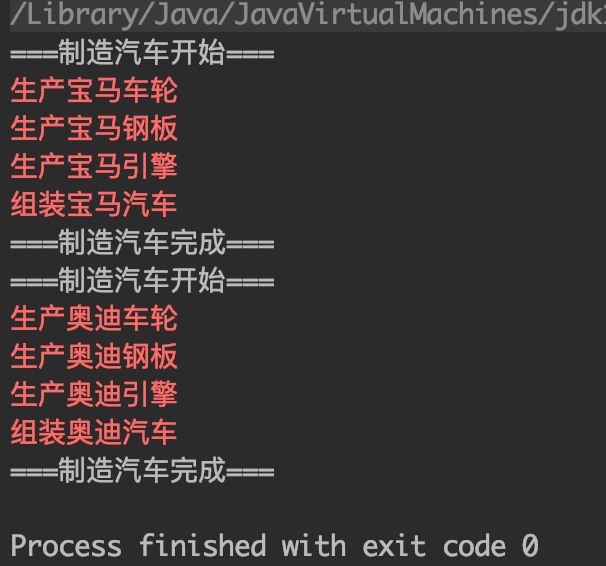 /Library/Java/JavaVirtualMachines/jdk
===制造汽车开始===
生产宝马车轮
生产宝马钢板
生产宝马引擎
组装宝马汽车
===制造汽车完成===
===制造汽车开始===
生产奥迪车轮
生产奥迪钢板
生产奥迪引擎
组装奥迪汽车
===制造汽车完成===
Process finished with exit code 0